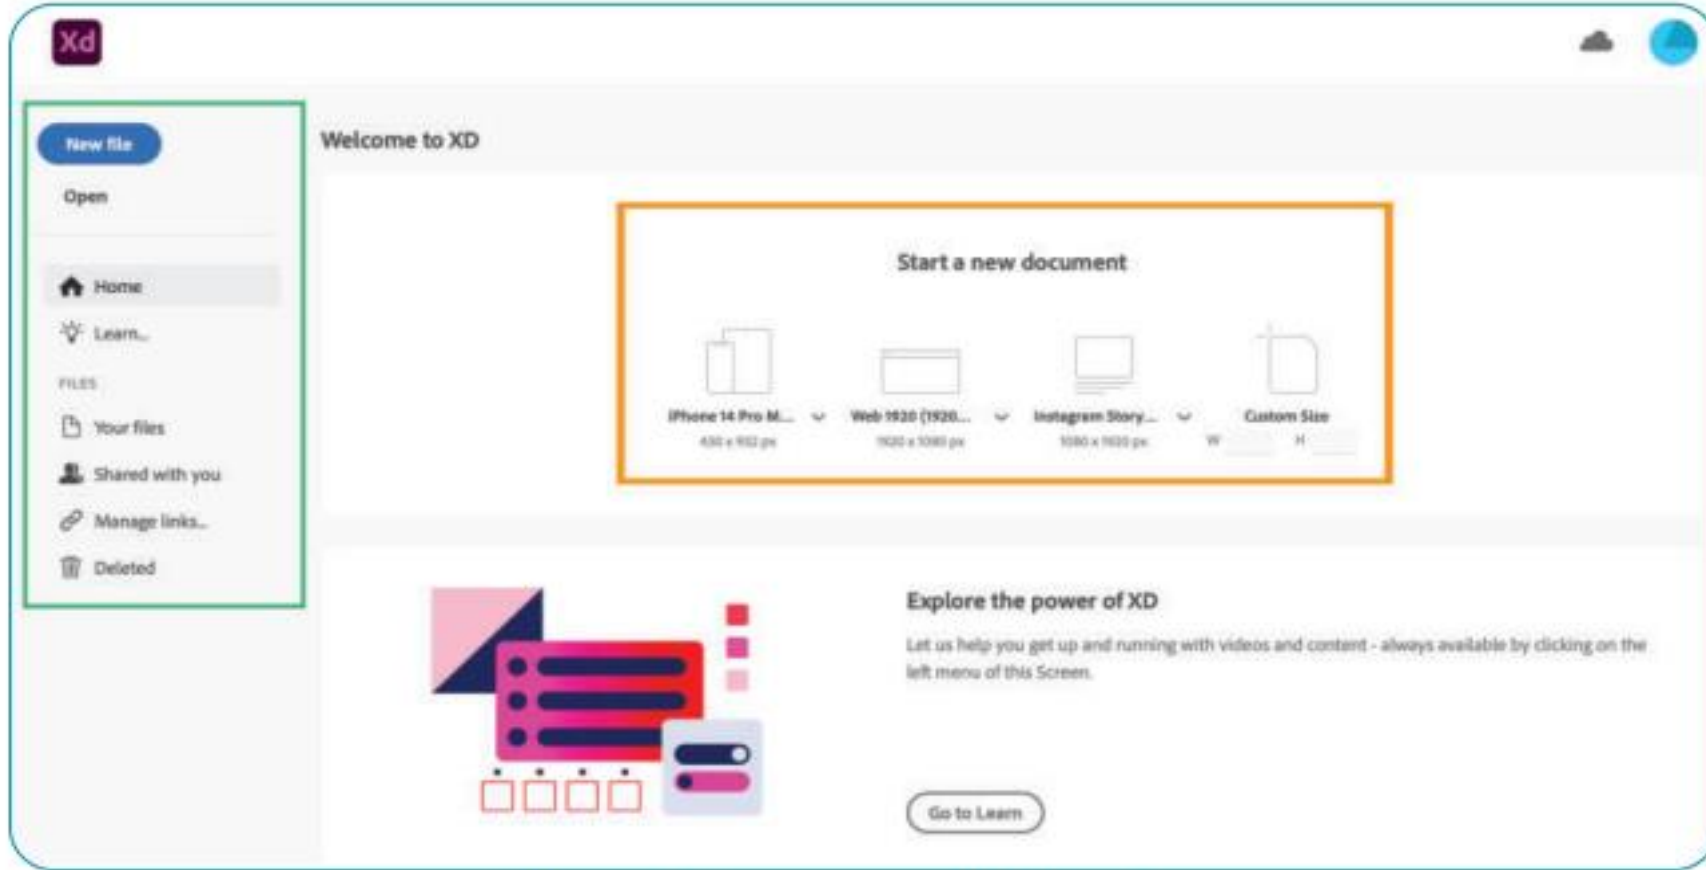 Xd
New file
Open
Home
Learn...
FILES
Your files
Shared with you
Manage links...
Deleted
Welcome to XD
Start a new document
iPhone 14 Pro M...
430 x 932 px
Web 1920 (1920...
1920 x 1080 px
Instagram Story...
1080 x 1920 px
Custom Size
W H
Explore the power of XD
Let us help you get up and running with videos and content - always available by clicking on the
left menu of this Screen.
Go to Learn